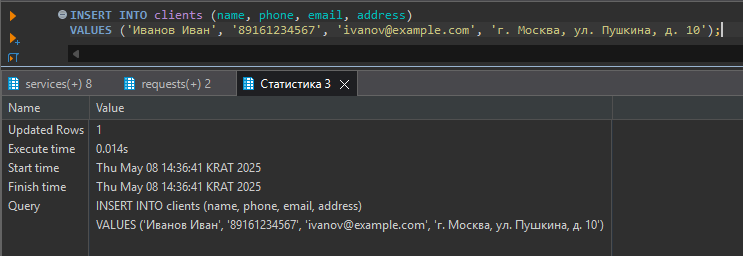 INSERT INTO clients (name, phone, email, address)
VALUES ('Иванов Иван', '89161234567', 'ivanov@example.com', 'г. Москва, ул. Пушкина, д. 10');
services(+) 8 requests(+) 2 Статистика 3
Name Value
Updated Rows 1
Execute time 0.014s
Start time Thu May 08 14:36:41 KRAT 2025
Finish time Thu May 08 14:36:41 KRAT 2025
Query INSERT INTO clients (name, phone, email, address)
VALUES ('Иванов Иван', '89161234567', 'ivanov@example.com', 'г. Москва, ул. Пушкина, д. 10')